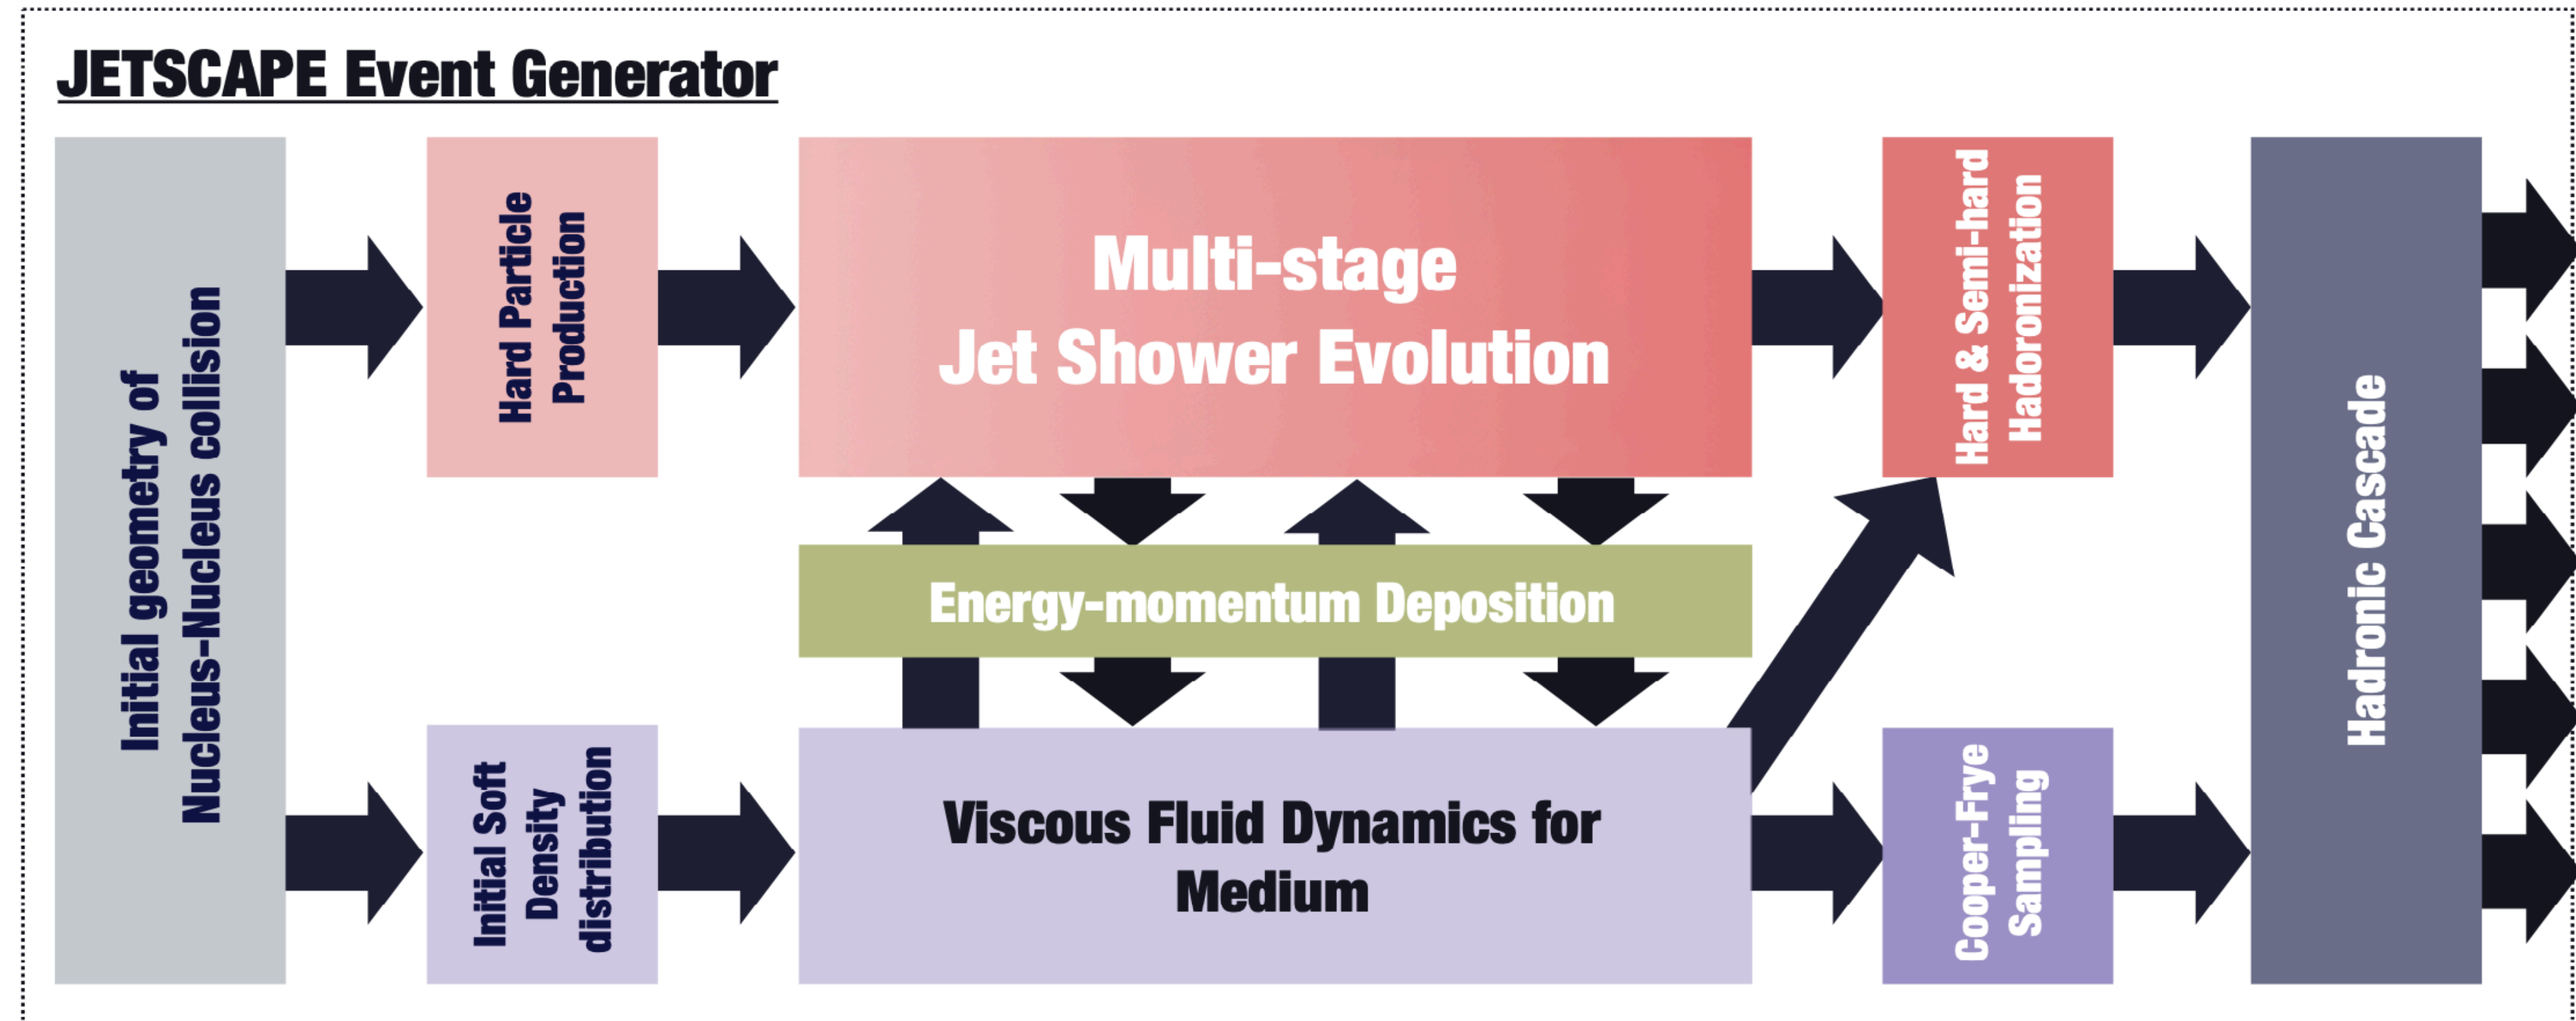 JETSCAPE Event Generator
Initial geometry of
Nucleus-Nucleus collision
Hard Particle
Production
Initial Soft
Density
distribution
Multi-stage
Jet Shower Evolution
Energy-momentum Deposition
Viscous Fluid Dynamics for
Medium
Hard & Semi-hard
Hadoronization
Cooper-Frye
Sampling
Hadronic Cascade